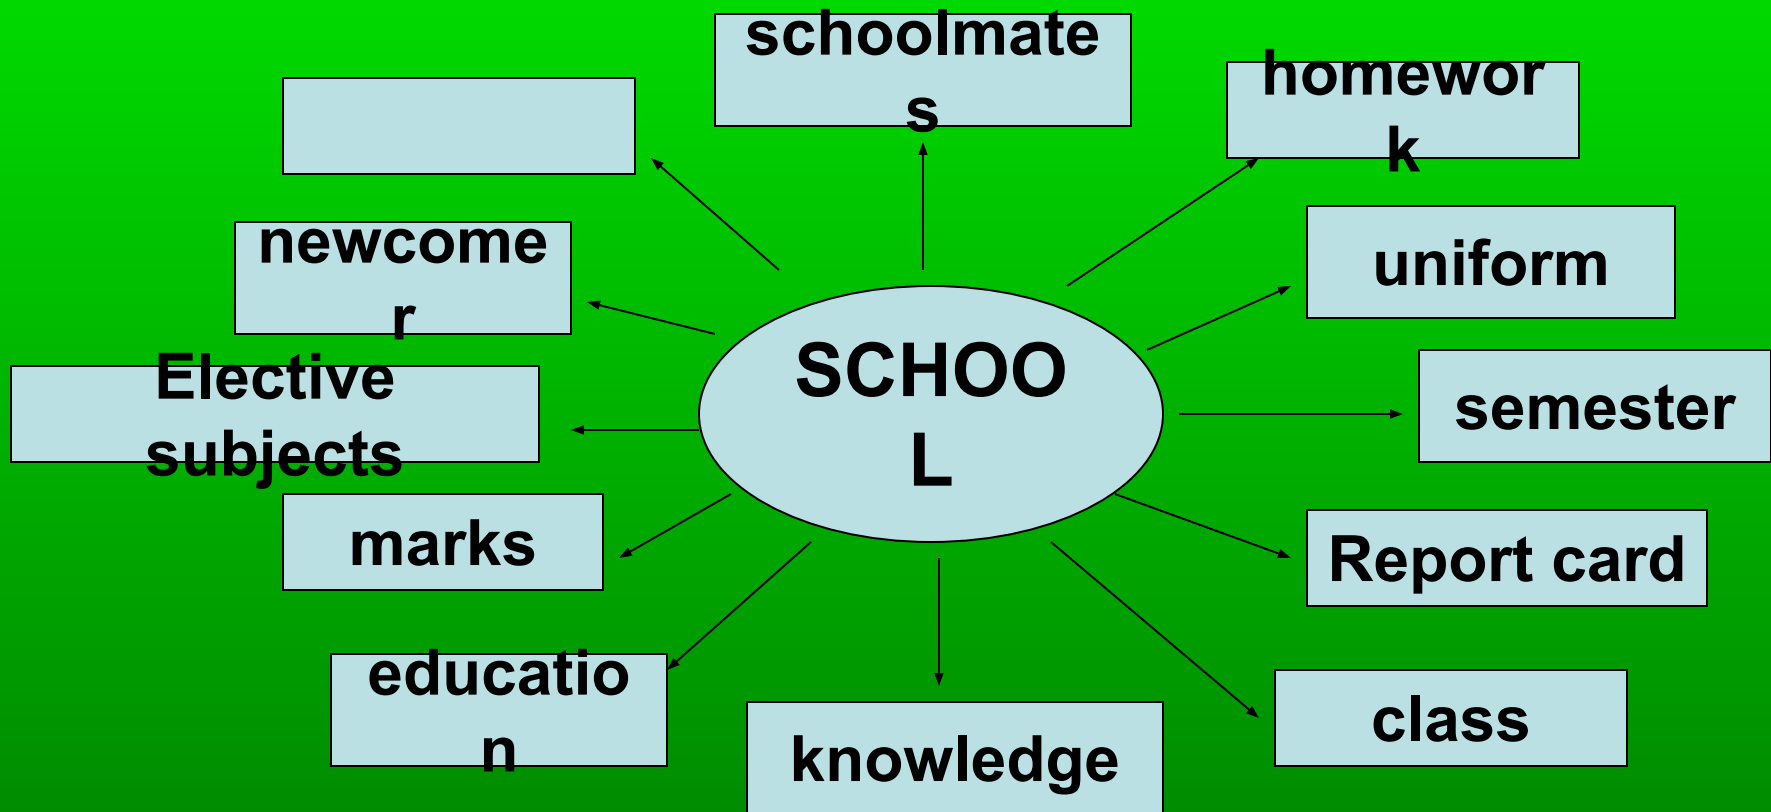 schoolmate
s
homewor
k
newcome
r
uniform
Elective
subjects
SCHOO
L
semester
marks
Report card
educatio
n
knowledge
class